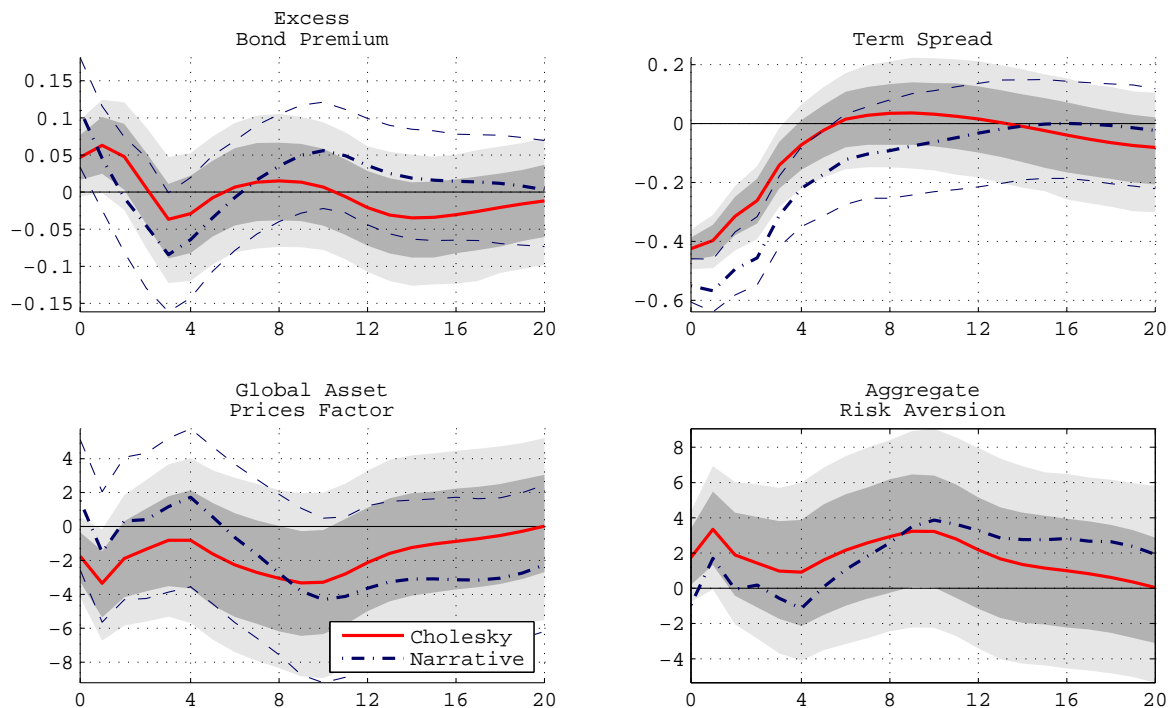 Excess
Bond Premium
0.15
0.1
0.05
0
−0.05
−0.1
−0.15
0 4 8 12 16 20
Term Spread
0.2
0
−0.2
−0.4
−0.6
0 4 8 12 16 20
Global Asset
Prices Factor
4
2
0
−2
−4
−6
−8
0 4 8 12 16 20
Cholesky
Narrative
Aggregate
Risk Aversion
8
6
4
2
0
−2
−4
0 4 8 12 16 20